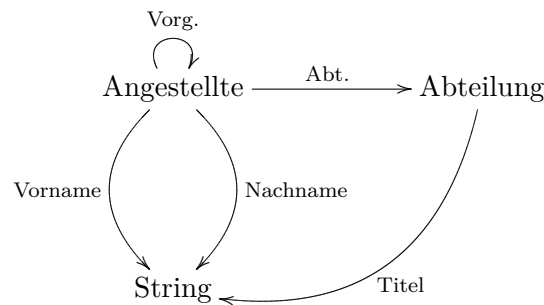 Vorg.
Angestellte
Abt.
Abteilung
Vorname
Nachname
String
Titel